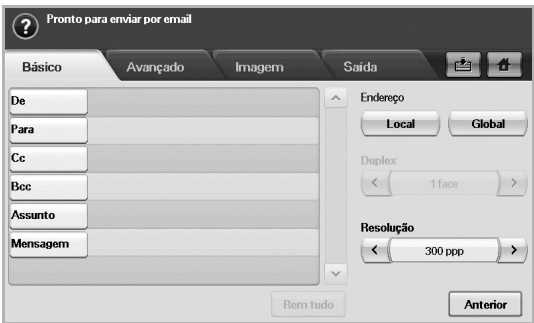 Pronto para enviar por email
Básico Avançado Imagem Saída
De
Para
Cc
Bcc
Assunto
Mensagem
Endereço
Local Global
Duplex
1 face
Resolução
300 ppp
Rem tudo
Anterior